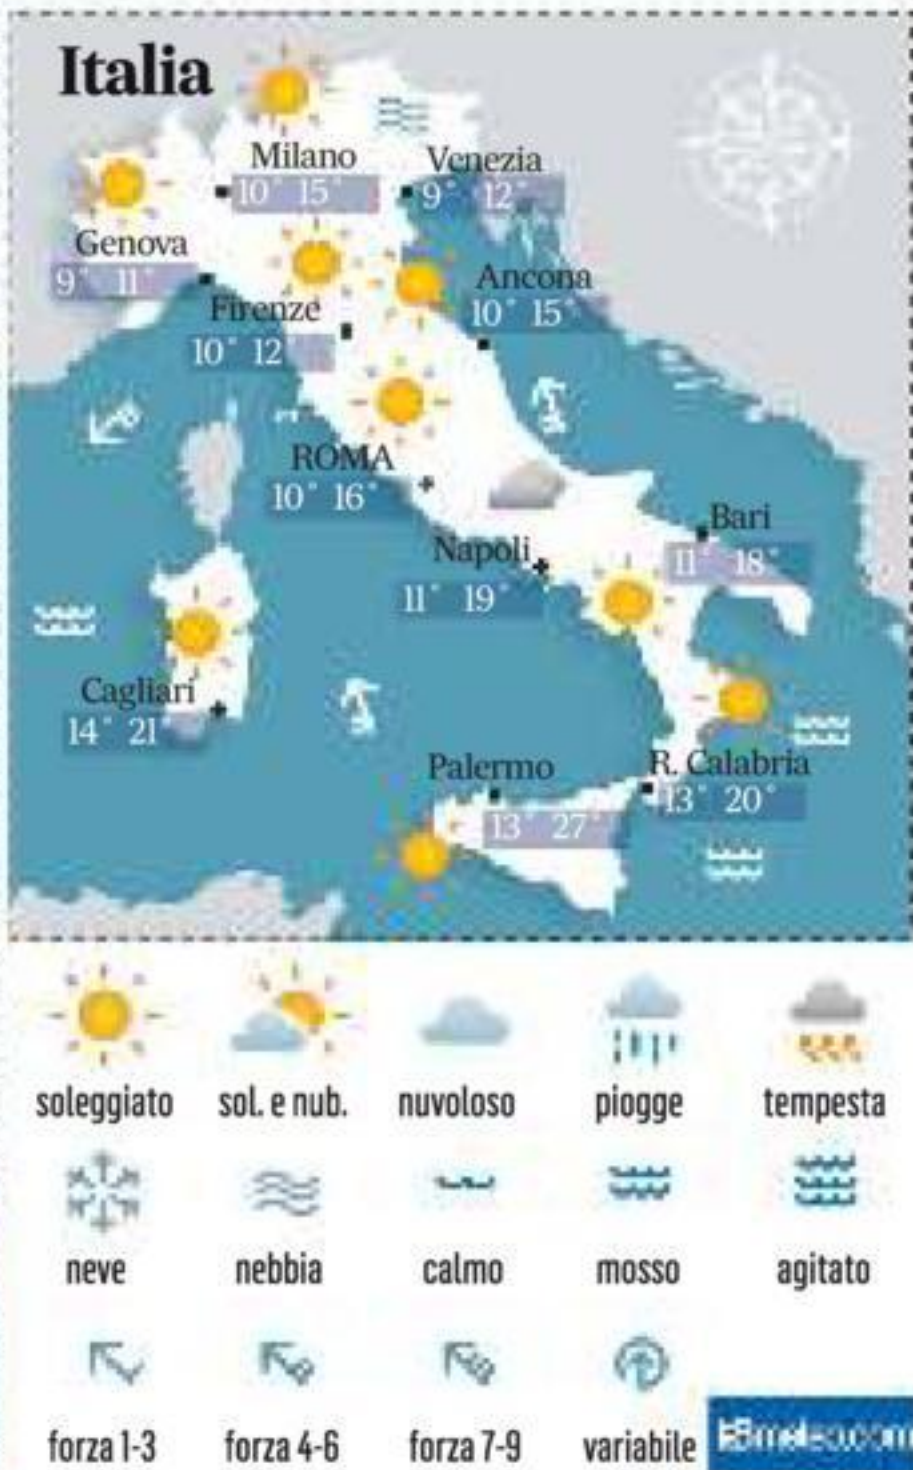 Italia
Milano
10° 15°
Venezia
9° 12°
Genova
9° 11°
Ancona
10° 15°
Firenze
10° 12°
ROMA
10° 16°
Bari
11° 18°
Napoli
11° 19°
Cagliari
14° 21°
Palermo
13° 27°
R. Calabria
13° 20°
soleggiato sol. e nub. nuvoloso piogge tempesta
neve nebbia calmo mosso agitato
forza 1-3 forza 4-6 forza 7-9 variabile